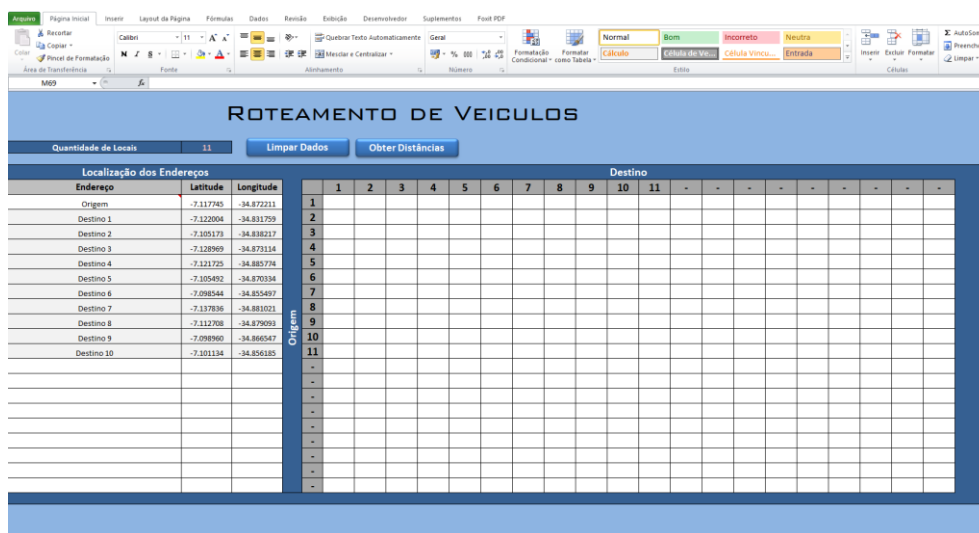 Arquivo Página Inicial Inserir Layout da Página Fórmulas Dados Revisão Exibição Desenvolvedor Suplementos Foxit PDF
Recortar
Copiar
Pincel de Formatação
Colar
Área de Transferência
Calibri 11 A A
N I S A
Fonte
Quebrar Texto Automaticamente
Mesclar e Centralizar
Alinhamento
Geral
% 000
Número
Formatação Condicional
Formatar como Tabela
Normal Bom Incorreto Neutra
Cálculo Célula de Ve... Célula Vincu... Entrada
Estilo
Inserir Excluir Formatar
Células
Σ AutoSom
Preench
Limpar
M69 fx
Roteamento de Veiculos
Quantidade de Locais 11 Limpar Dados Obter Distâncias
Localização dos Endereços Destino
Endereço Latitude Longitude 1 2 3 4 5 6 7 8 9 10 11 - - - - - - - - -
Origem -7.117745 -34.872211 1
Destino 1 -7.122004 -34.831759 2
Destino 2 -7.105173 -34.838217 3
Destino 3 -7.128969 -34.873114 4
Destino 4 -7.121725 -34.885774 5
Destino 5 -7.105492 -34.870334 6
Destino 6 -7.098544 -34.855497 7
Destino 7 -7.137836 -34.881021 8
Destino 8 -7.112708 -34.879093 9
Destino 9 -7.098960 -34.866547 10
Destino 10 -7.101134 -34.856185 11
Origem
-
-
-
-
-
-
-
-
-